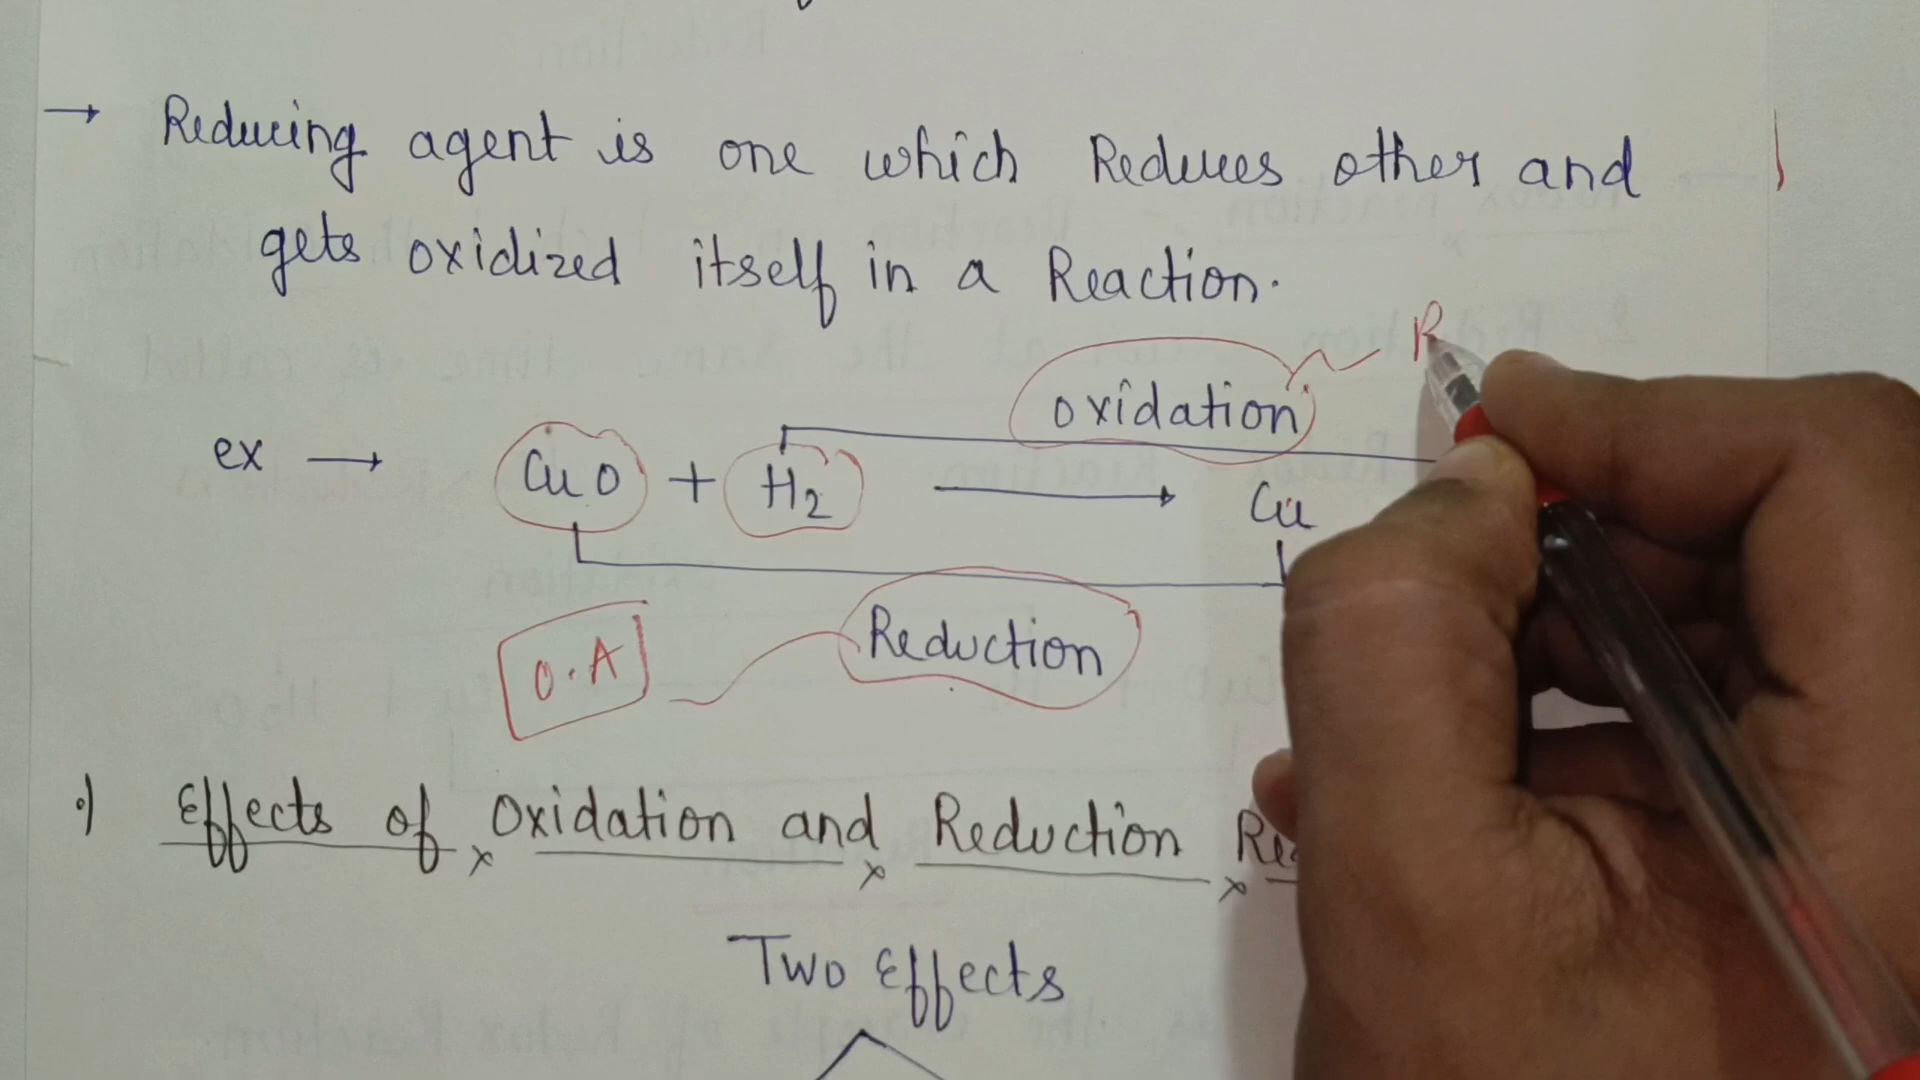 → Reducing agent is one which Reduces other and
gets oxidized itself in a Reaction.
oxidation R
ex → CuO + H2 → Cu
O.A Reduction
•) Effects of Oxidation and Reduction
Two Effects